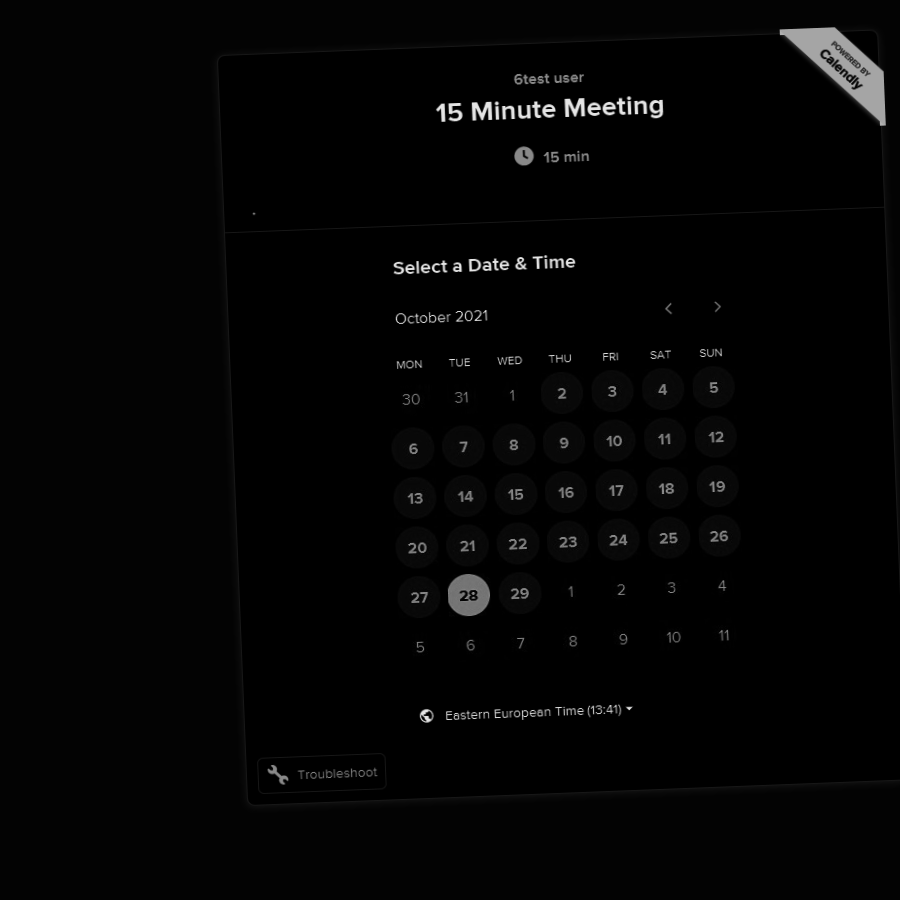 POWERED BY
Calendly
6test user
15 Minute Meeting
15 min
Select a Date & Time
October 2021
MON TUE WED THU FRI SAT SUN
30 31 1 2 3 4 5
6 7 8 9 10 11 12
13 14 15 16 17 18 19
20 21 22 23 24 25 26
27 28 29 1 2 3 4
5 6 7 8 9 10 11
Eastern European Time (13:41)
Troubleshoot